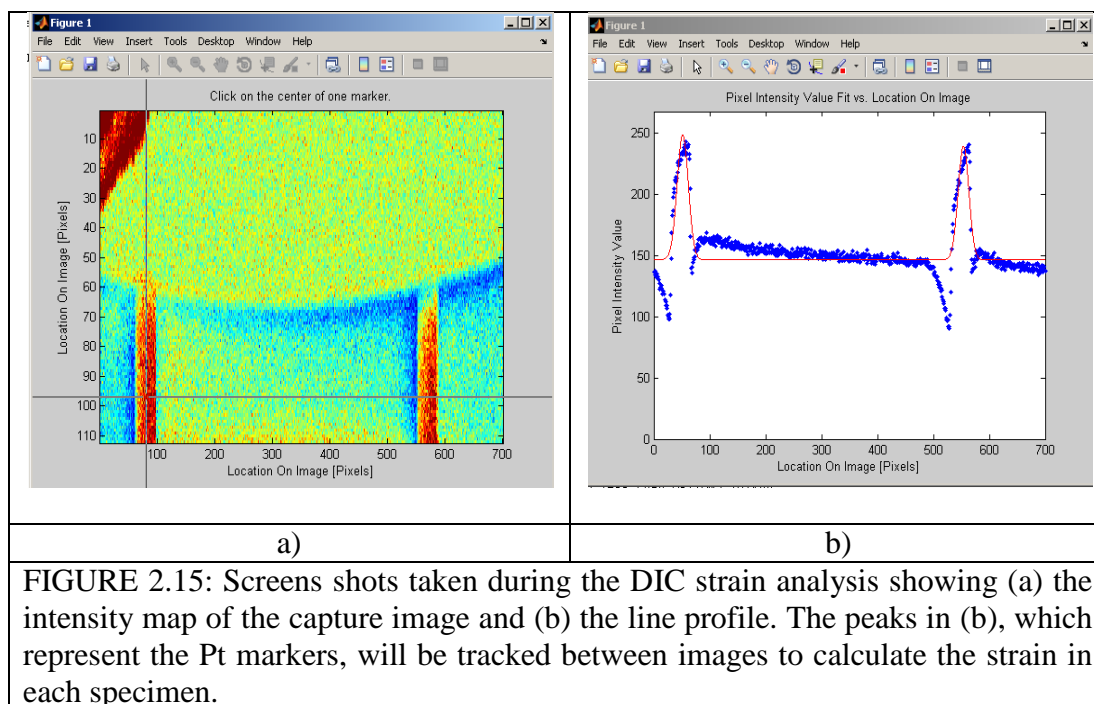 Figure 1
File Edit View Insert Tools Desktop Window Help
Click on the center of one marker.
Location On Image [Pixels]
10
20
30
40
50
60
70
80
90
100
110
100 200 300 400 500 600 700
Location On Image [Pixels]
Figure 1
File Edit View Insert Tools Desktop Window Help
Pixel Intensity Value Fit vs. Location On Image
Pixel Intensity Value
250
200
150
100
50
0
0 100 200 300 400 500 600 700
Location On Image [Pixels]
a)
b)
FIGURE 2.15: Screens shots taken during the DIC strain analysis showing (a) the
intensity map of the capture image and (b) the line profile. The peaks in (b), which
represent the Pt markers, will be tracked between images to calculate the strain in
each specimen.